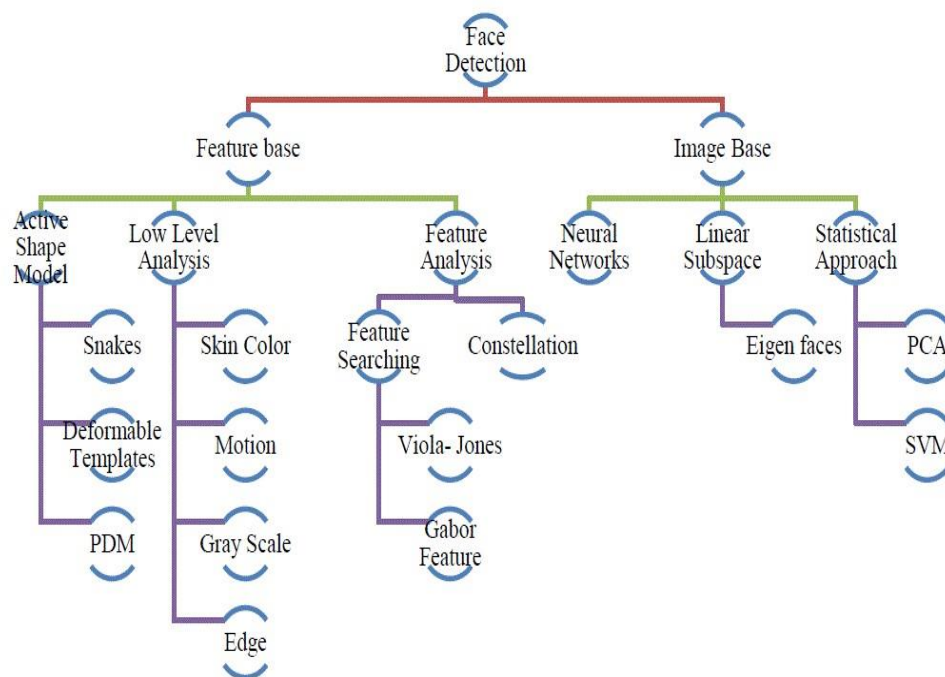 Face
Detection
Feature base
Image Base
Active
Shape
Model
Low Level
Analysis
Feature
Analysis
Neural
Networks
Linear
Subspace
Statistical
Approach
Snakes
Skin Color
Feature
Searching
Constellation
Eigen faces
PCA
Deformable
Templates
Motion
Viola- Jones
SVM
PDM
Gray Scale
Gabor
Feature
Edge